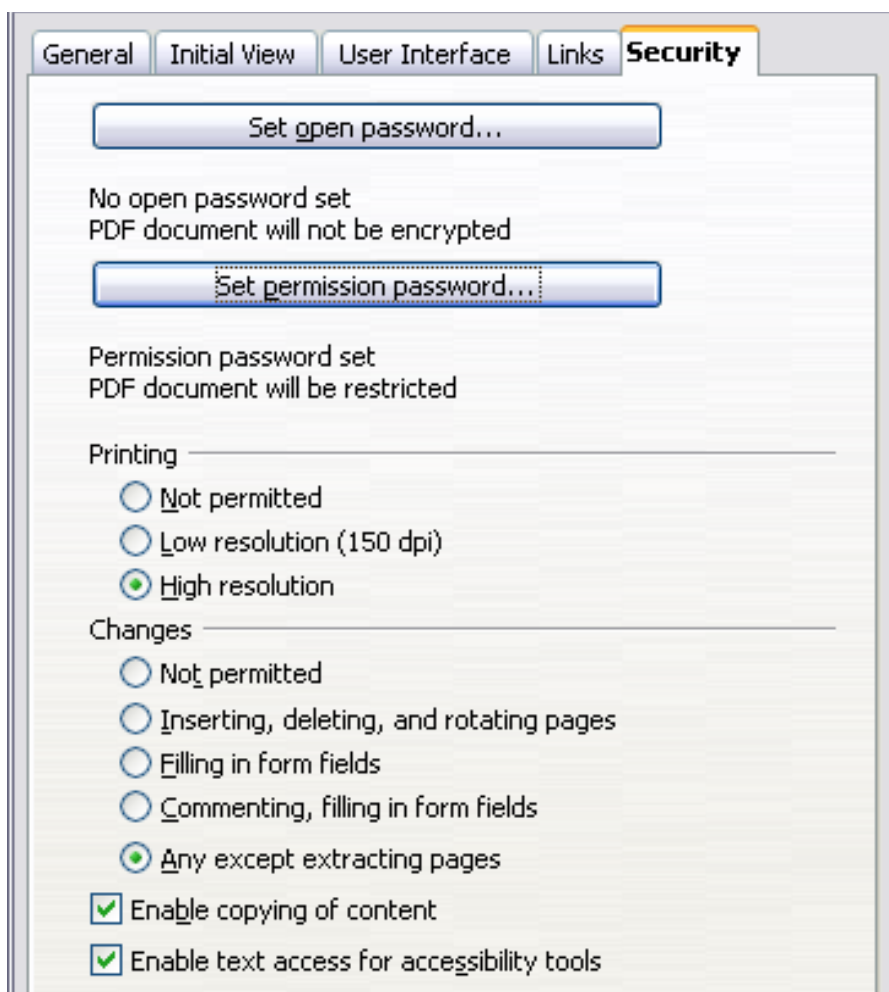 General Initial View User Interface Links Security
Set open password...
No open password set
PDF document will not be encrypted
Set permission password...
Permission password set
PDF document will be restricted
Printing
Not permitted
Low resolution (150 dpi)
High resolution
Changes
Not permitted
Inserting, deleting, and rotating pages
Filling in form fields
Commenting, filling in form fields
Any except extracting pages
Enable copying of content
Enable text access for accessibility tools